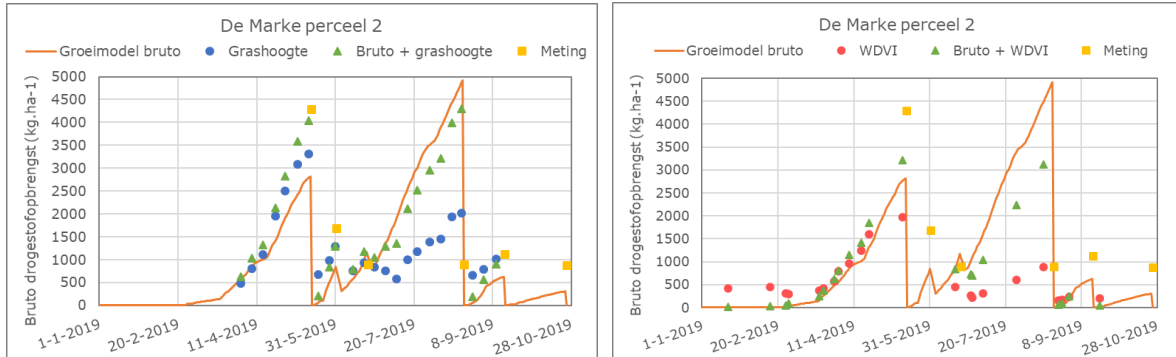 De Marke perceel 2
Groeimodel bruto Grashoogte Bruto + grashoogte Meting
Bruto drogestofopbrengst (kg.ha-1)
5000
4500
4000
3500
3000
2500
2000
1500
1000
500
0
1-1-2019 20-2-2019 11-4-2019 31-5-2019 20-7-2019 8-9-2019 28-10-2019
De Marke perceel 2
Groeimodel bruto WDVI Bruto + WDVI Meting
Bruto drogestofopbrengst (kg.ha-1)
5000
4500
4000
3500
3000
2500
2000
1500
1000
500
0
1-1-2019 20-2-2019 11-4-2019 31-5-2019 20-7-2019 8-9-2019 28-10-2019